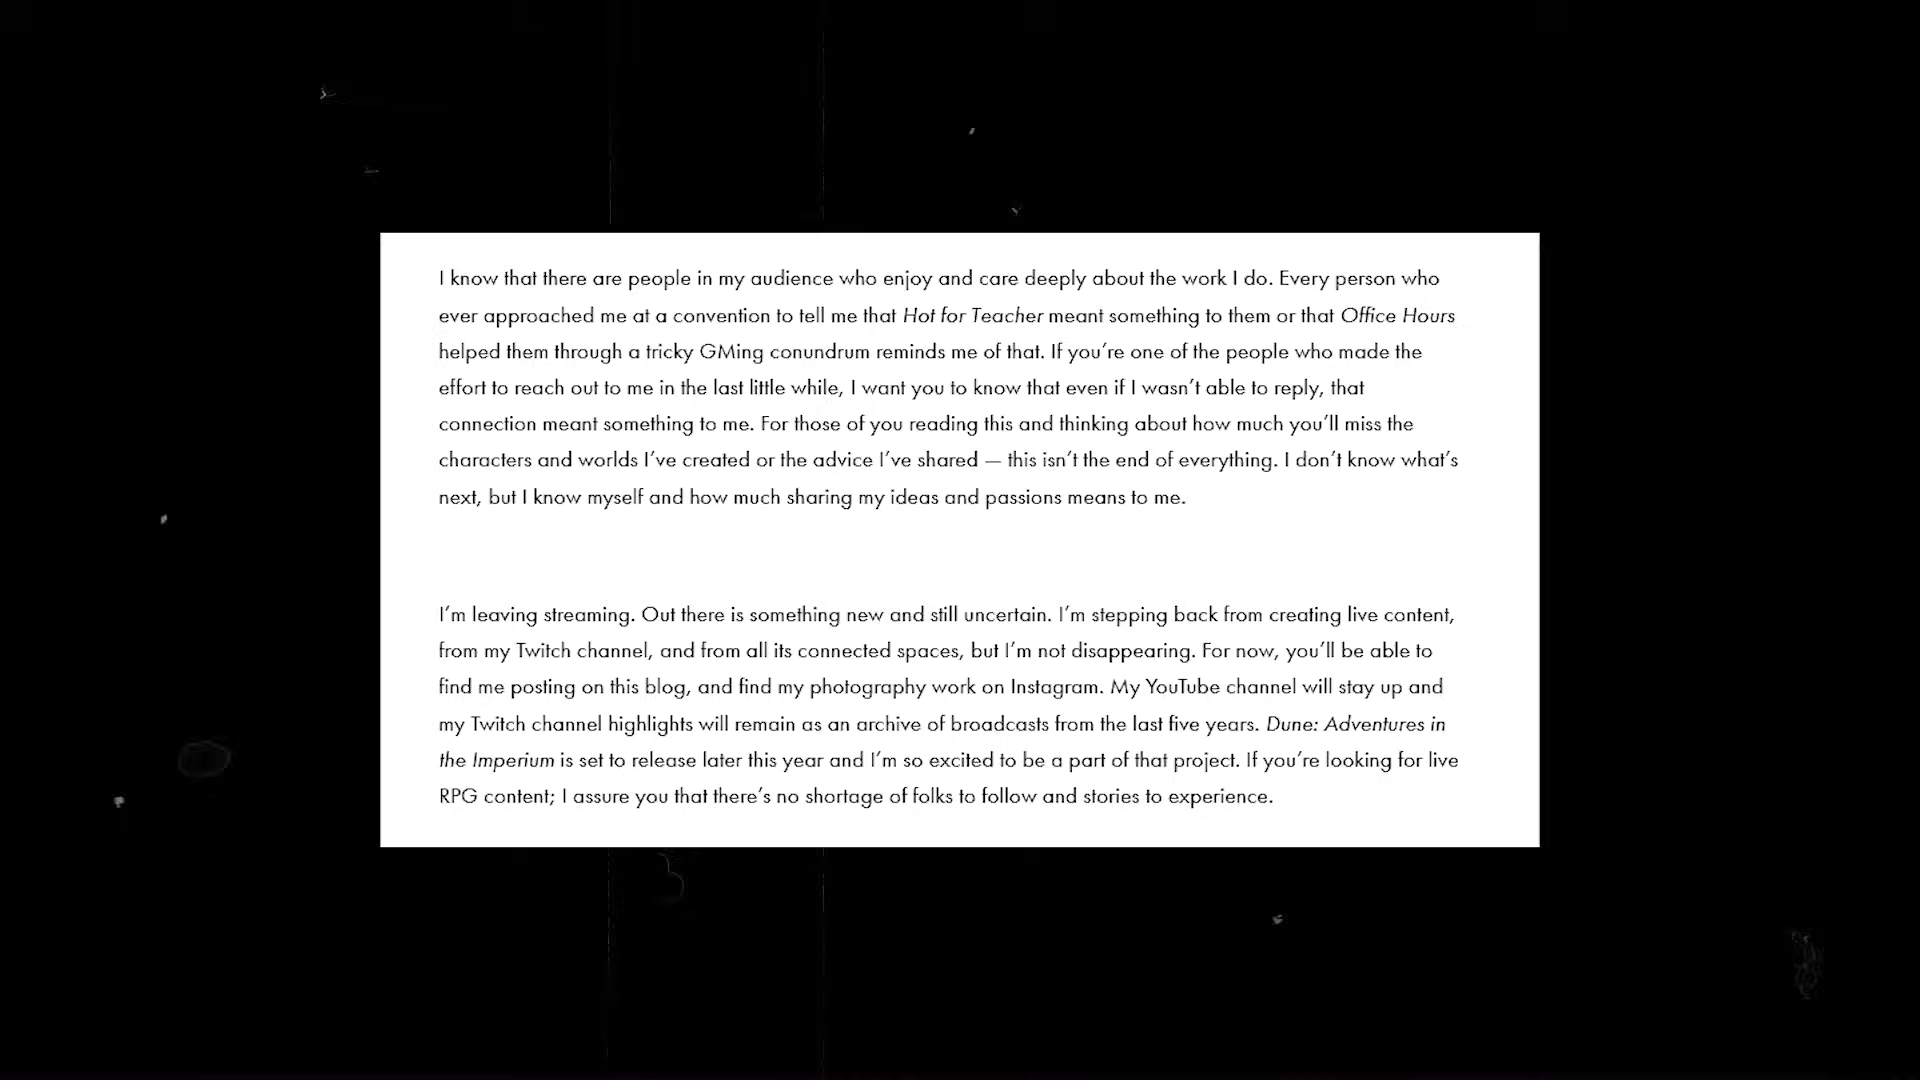 I know that there are people in my audience who enjoy and care deeply about the work I do. Every person who
ever approached me at a convention to tell me that Hot for Teacher meant something to them or that Office Hours
helped them through a tricky GMing conundrum reminds me of that. If you’re one of the people who made the
effort to reach out to me in the last little while, I want you to know that even if I wasn’t able to reply, that
connection meant something to me. For those of you reading this and thinking about how much you’ll miss the
characters and worlds I’ve created or the advice I’ve shared — this isn’t the end of everything. I don’t know what’s
next, but I know myself and how much sharing my ideas and passions means to me.
I’m leaving streaming. Out there is something new and still uncertain. I’m stepping back from creating live content,
from my Twitch channel, and from all its connected spaces, but I’m not disappearing. For now, you’ll be able to
find me posting on this blog, and find my photography work on Instagram. My YouTube channel will stay up and
my Twitch channel highlights will remain as an archive of broadcasts from the last five years. Dune: Adventures in
the Imperium is set to release later this year and I’m so excited to be a part of that project. If you’re looking for live
RPG content; I assure you that there’s no shortage of folks to follow and stories to experience.